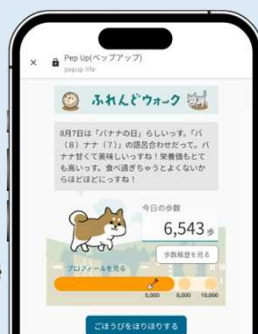 Pep Up(ペップアップ)
pepup.life
ふれんどウォーク
8月7日は「バナナの日」らしいっす。「バ
(8)ナナ(7)」の語呂合わせだって。バ
ナナ甘くて美味しいっすね!栄養価もとて
も高いっす。食べ過ぎちゃうとよくないか
らほどほどにっすね!
今日の歩数
6,543 歩
歩数履歴を見る
プロフィールを見る
5,000 8,000 10,000
ごほうびをほりほりする